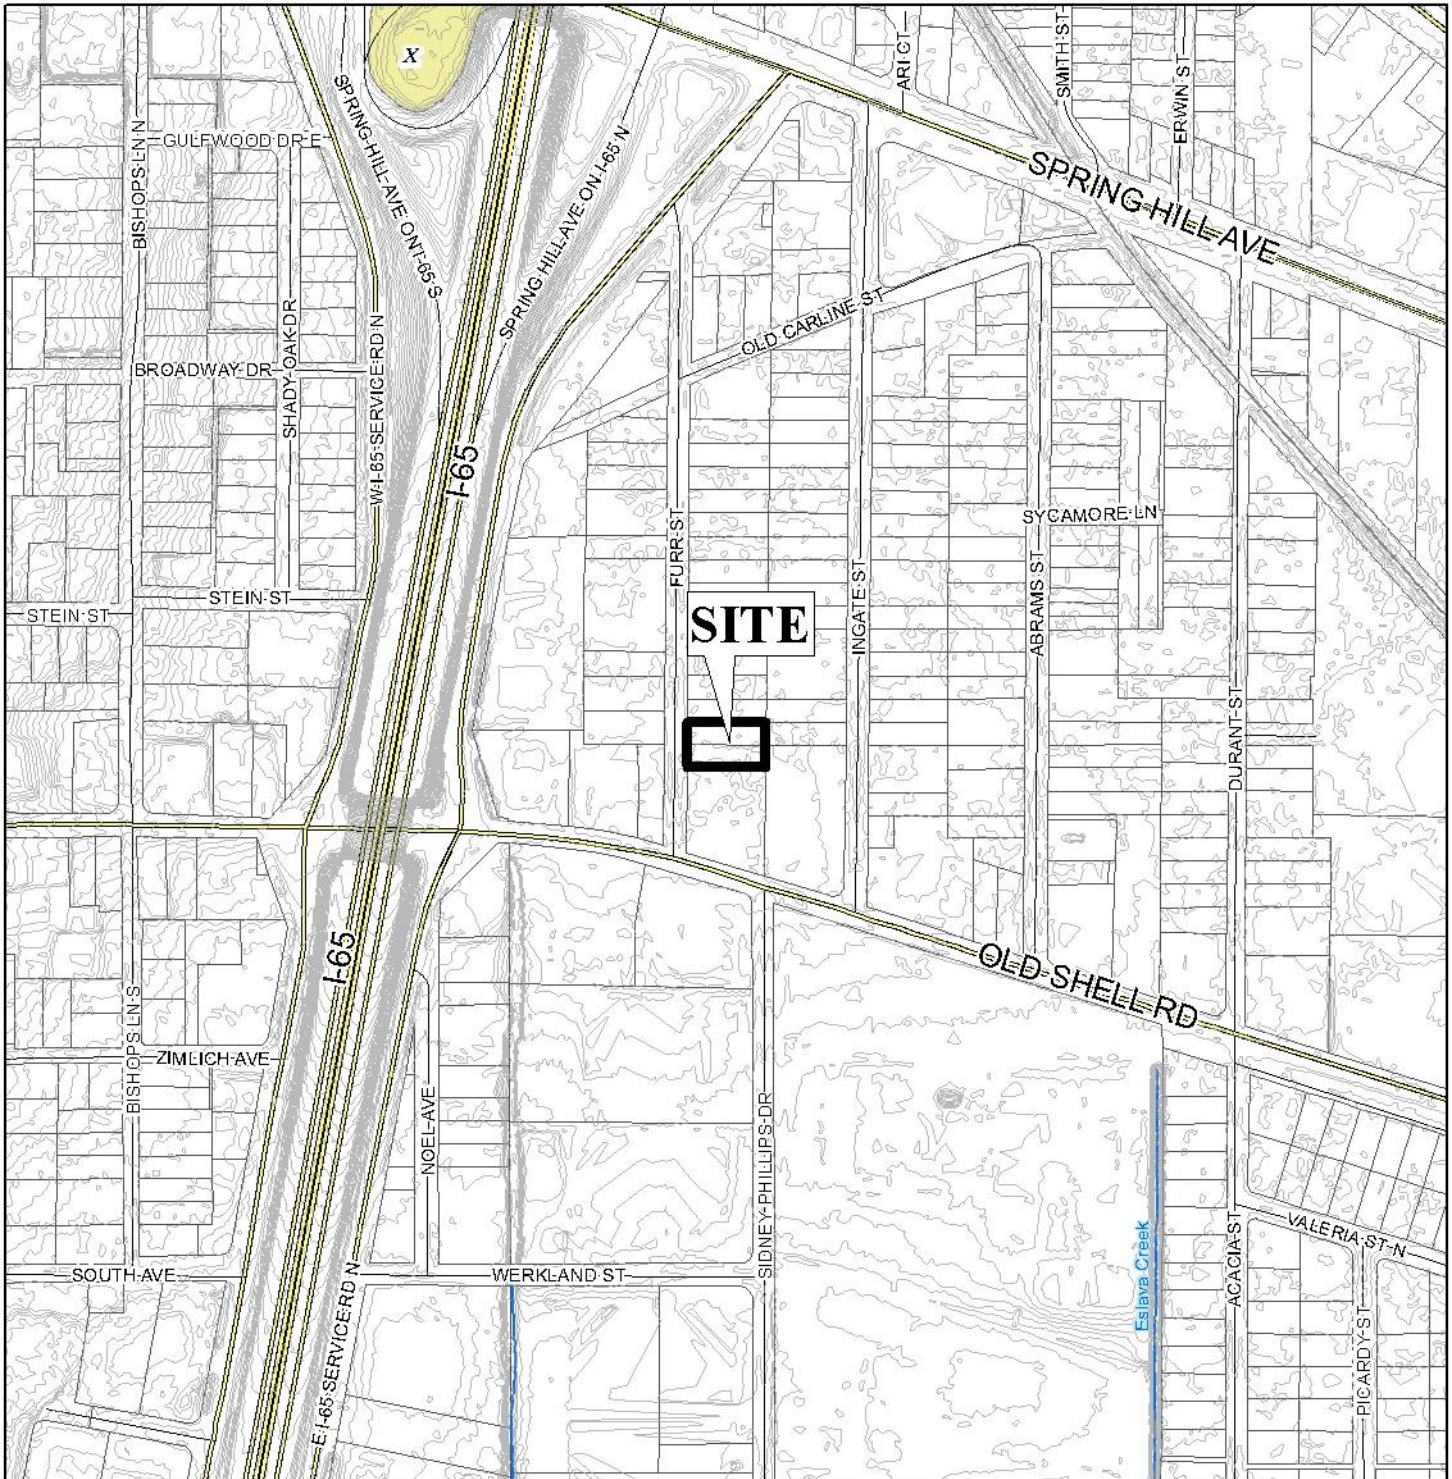 X
ARI CT
SMITH ST
ERWIN ST
SPRING HILL AVE ON I-65 S
SPRING HILL AVE ON I-65 N
GULFWOOD DR E
BISHOPS LN N
SPRING HILL AVE
SHADY OAK DR
OLD CARLINE ST
BROADWAY DR
W I-65 SERVICE RD N
I-65
SYCAMORE LN
FURR ST
INGATE ST
ABRAMS ST
STEIN ST
STEIN ST
SITE
DURANT ST
I-65
OLD SHELL RD
BISHOPS LN S
ZIMLICH AVE
NOEL AVE
SIDNEY PHILLIPS DR
Eslava Creek
ACACIA ST
VALERIA ST N
SOUTH AVE
WERKLAND ST
E I-65 SERVICE RD N
PICARDY ST